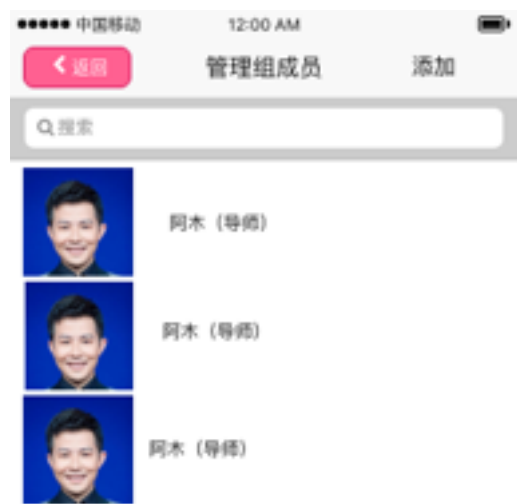 中国移动 12:00 AM
返回 管理组成员 添加
搜索
阿木（导师）
阿木（导师）
阿木（导师）